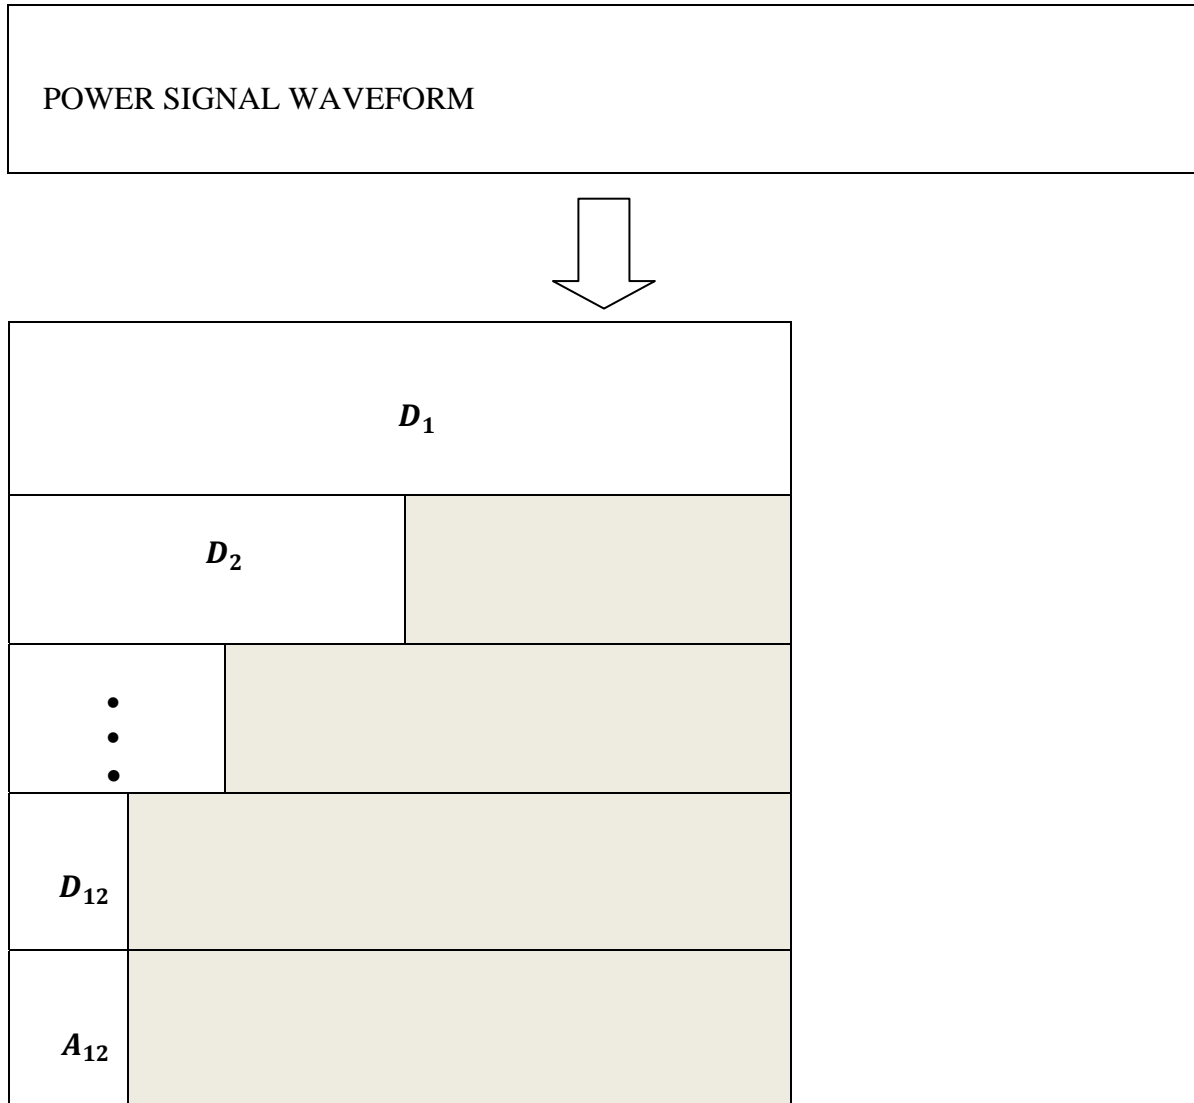 POWER SIGNAL WAVEFORM
D₁
D₂
•
•
•
D₁₂
A₁₂